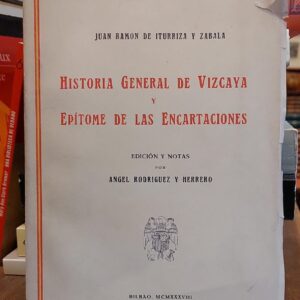 JUAN RAMON DE ITURRIZA Y ZABALA
HISTORIA GENERAL DE VIZCAYA
Y
EPÍTOME DE LAS ENCARTACIONES
EDICIÓN Y NOTAS
POR
ANGEL RODRIGUEZ Y HERRERO
BILBAO MCMXXXVIII